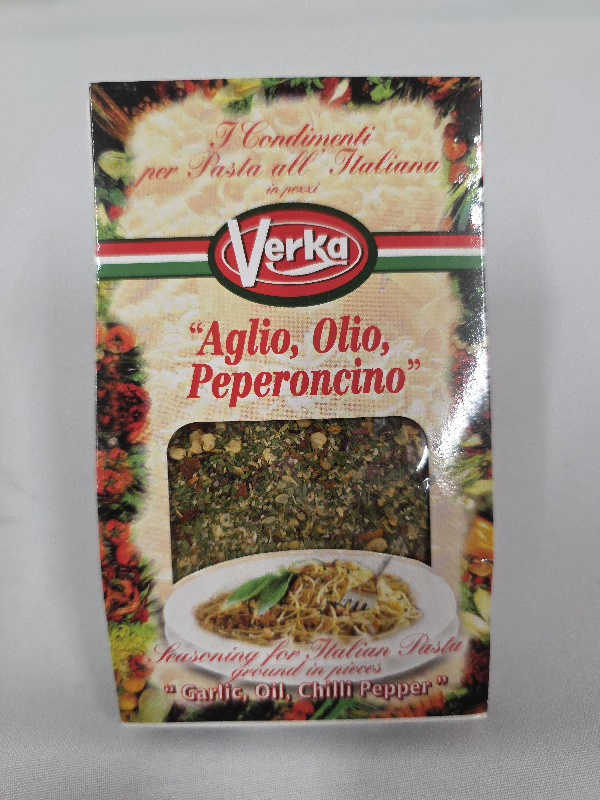 I Condimenti
per Pasta all' Italiana
in pezzi
Verka
"Aglio, Olio,
Peperoncino"
Seasoning for Italian Pasta
ground in pieces
" Garlic, Oil, Chilli Pepper "